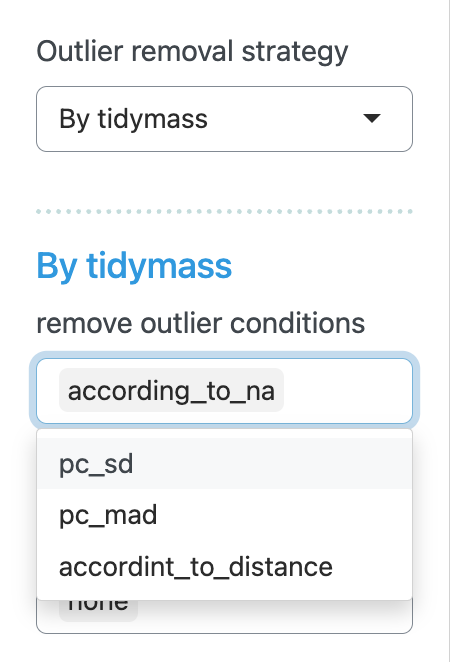 Outlier removal strategy
By tidymass
By tidymass
remove outlier conditions
according_to_na
pc_sd
pc_mad
accordint_to_distance
none